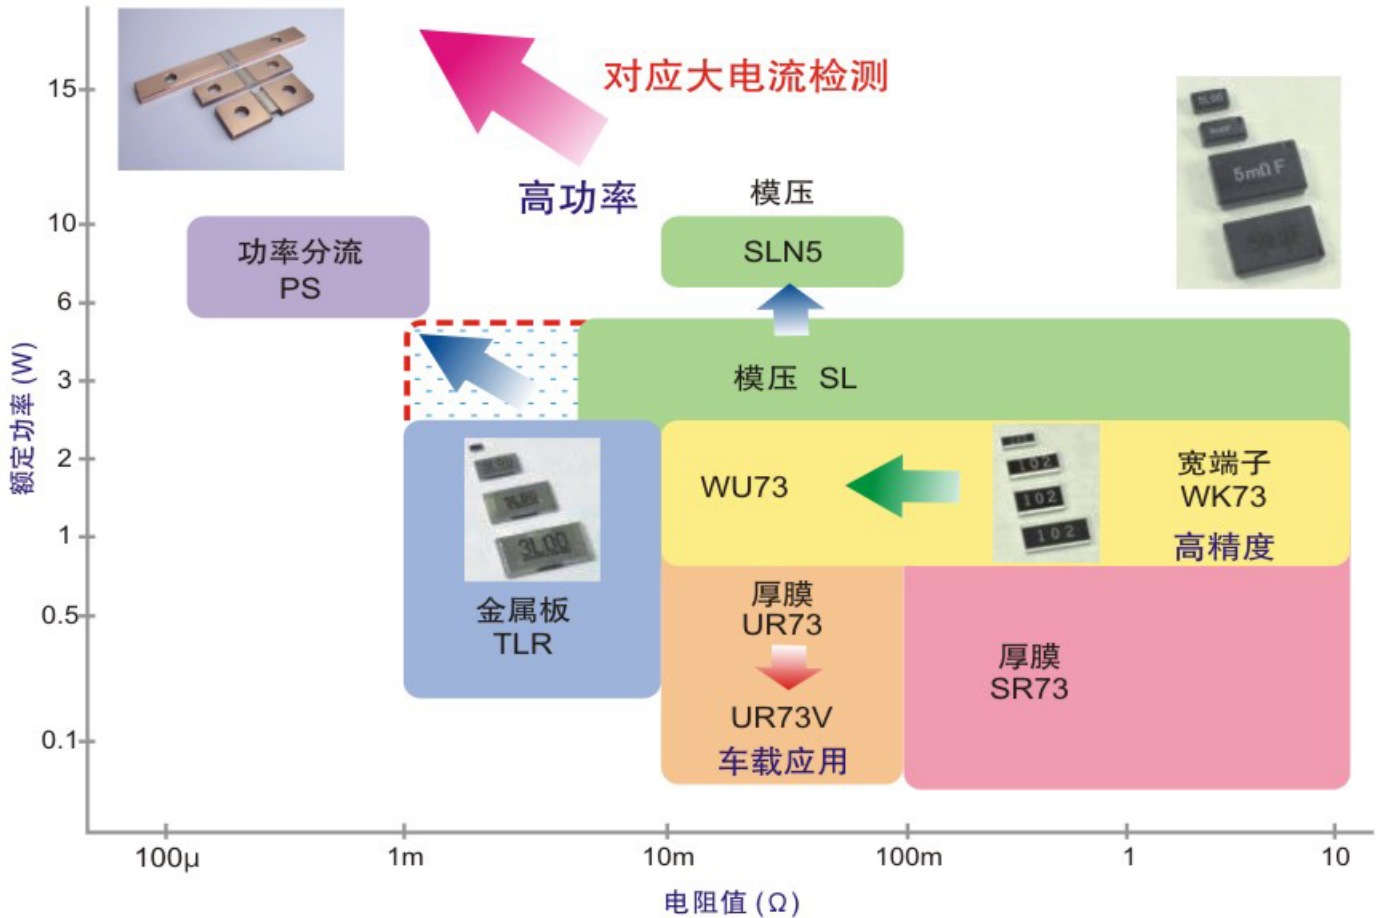 对应大电流检测
15
5mΩF
高功率
模压
10
功率分流
PS
SLN5
6
额定功率 (W)
3
模压 SL
2
WU73
102
102
102
宽端子
WK73
高精度
1
3L00
厚膜
UR73
金属板
TLR
0.5
厚膜
SR73
UR73V
车载应用
0.1
100μ
1m
10m
100m
1
10
电阻值 (Ω)